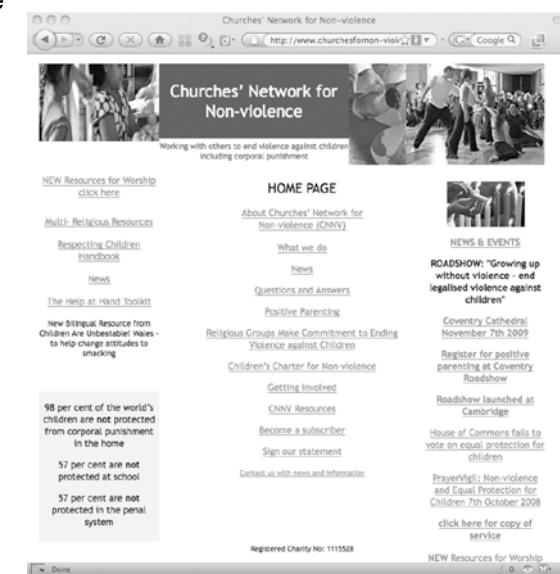 Churches' Network for Non-violence
http://www.churchesfornon-viole
Google
Churches' Network for
Non-violence
Working with others to end violence against children
including corporal punishment
NEW Resources for Worship
click here
Multi- Religious Resources
Respecting Children
Handbook
News
The Help at Hand Toolkit
New Bilingual Resource from
Children Are Unbeatable! Wales -
to help change attitudes to
smacking
98 per cent of the world's
children are not protected
from corporal punishment
in the home
57 per cent are not
protected at school
57 per cent are not
protected in the penal
system
HOME PAGE
About Churches' Network for
Non-violence (CNNV)
What we do
News
Questions and Answers
Positive Parenting
Religious Groups Make Commitment to Ending
Violence against Children
Children's Charter for Non-violence
Getting Involved
CNNV Resources
Become a subscriber
Sign our statement
Contact us with news and information
Registered Charity No: 1115528
NEWS & EVENTS
ROADSHOW: "Growing up
without violence - end
legalised violence against
children"
Coventry Cathedral
November 7th 2009
Register for positive
parenting at Coventry
Roadshow
Roadshow launched at
Cambridge
House of Commons fails to
vote on equal protection for
children
PrayerVigil: Non-violence
and Equal Protection for
Children 7th October 2008
click here for copy of
service
NEW Resources for Worship
Done
0